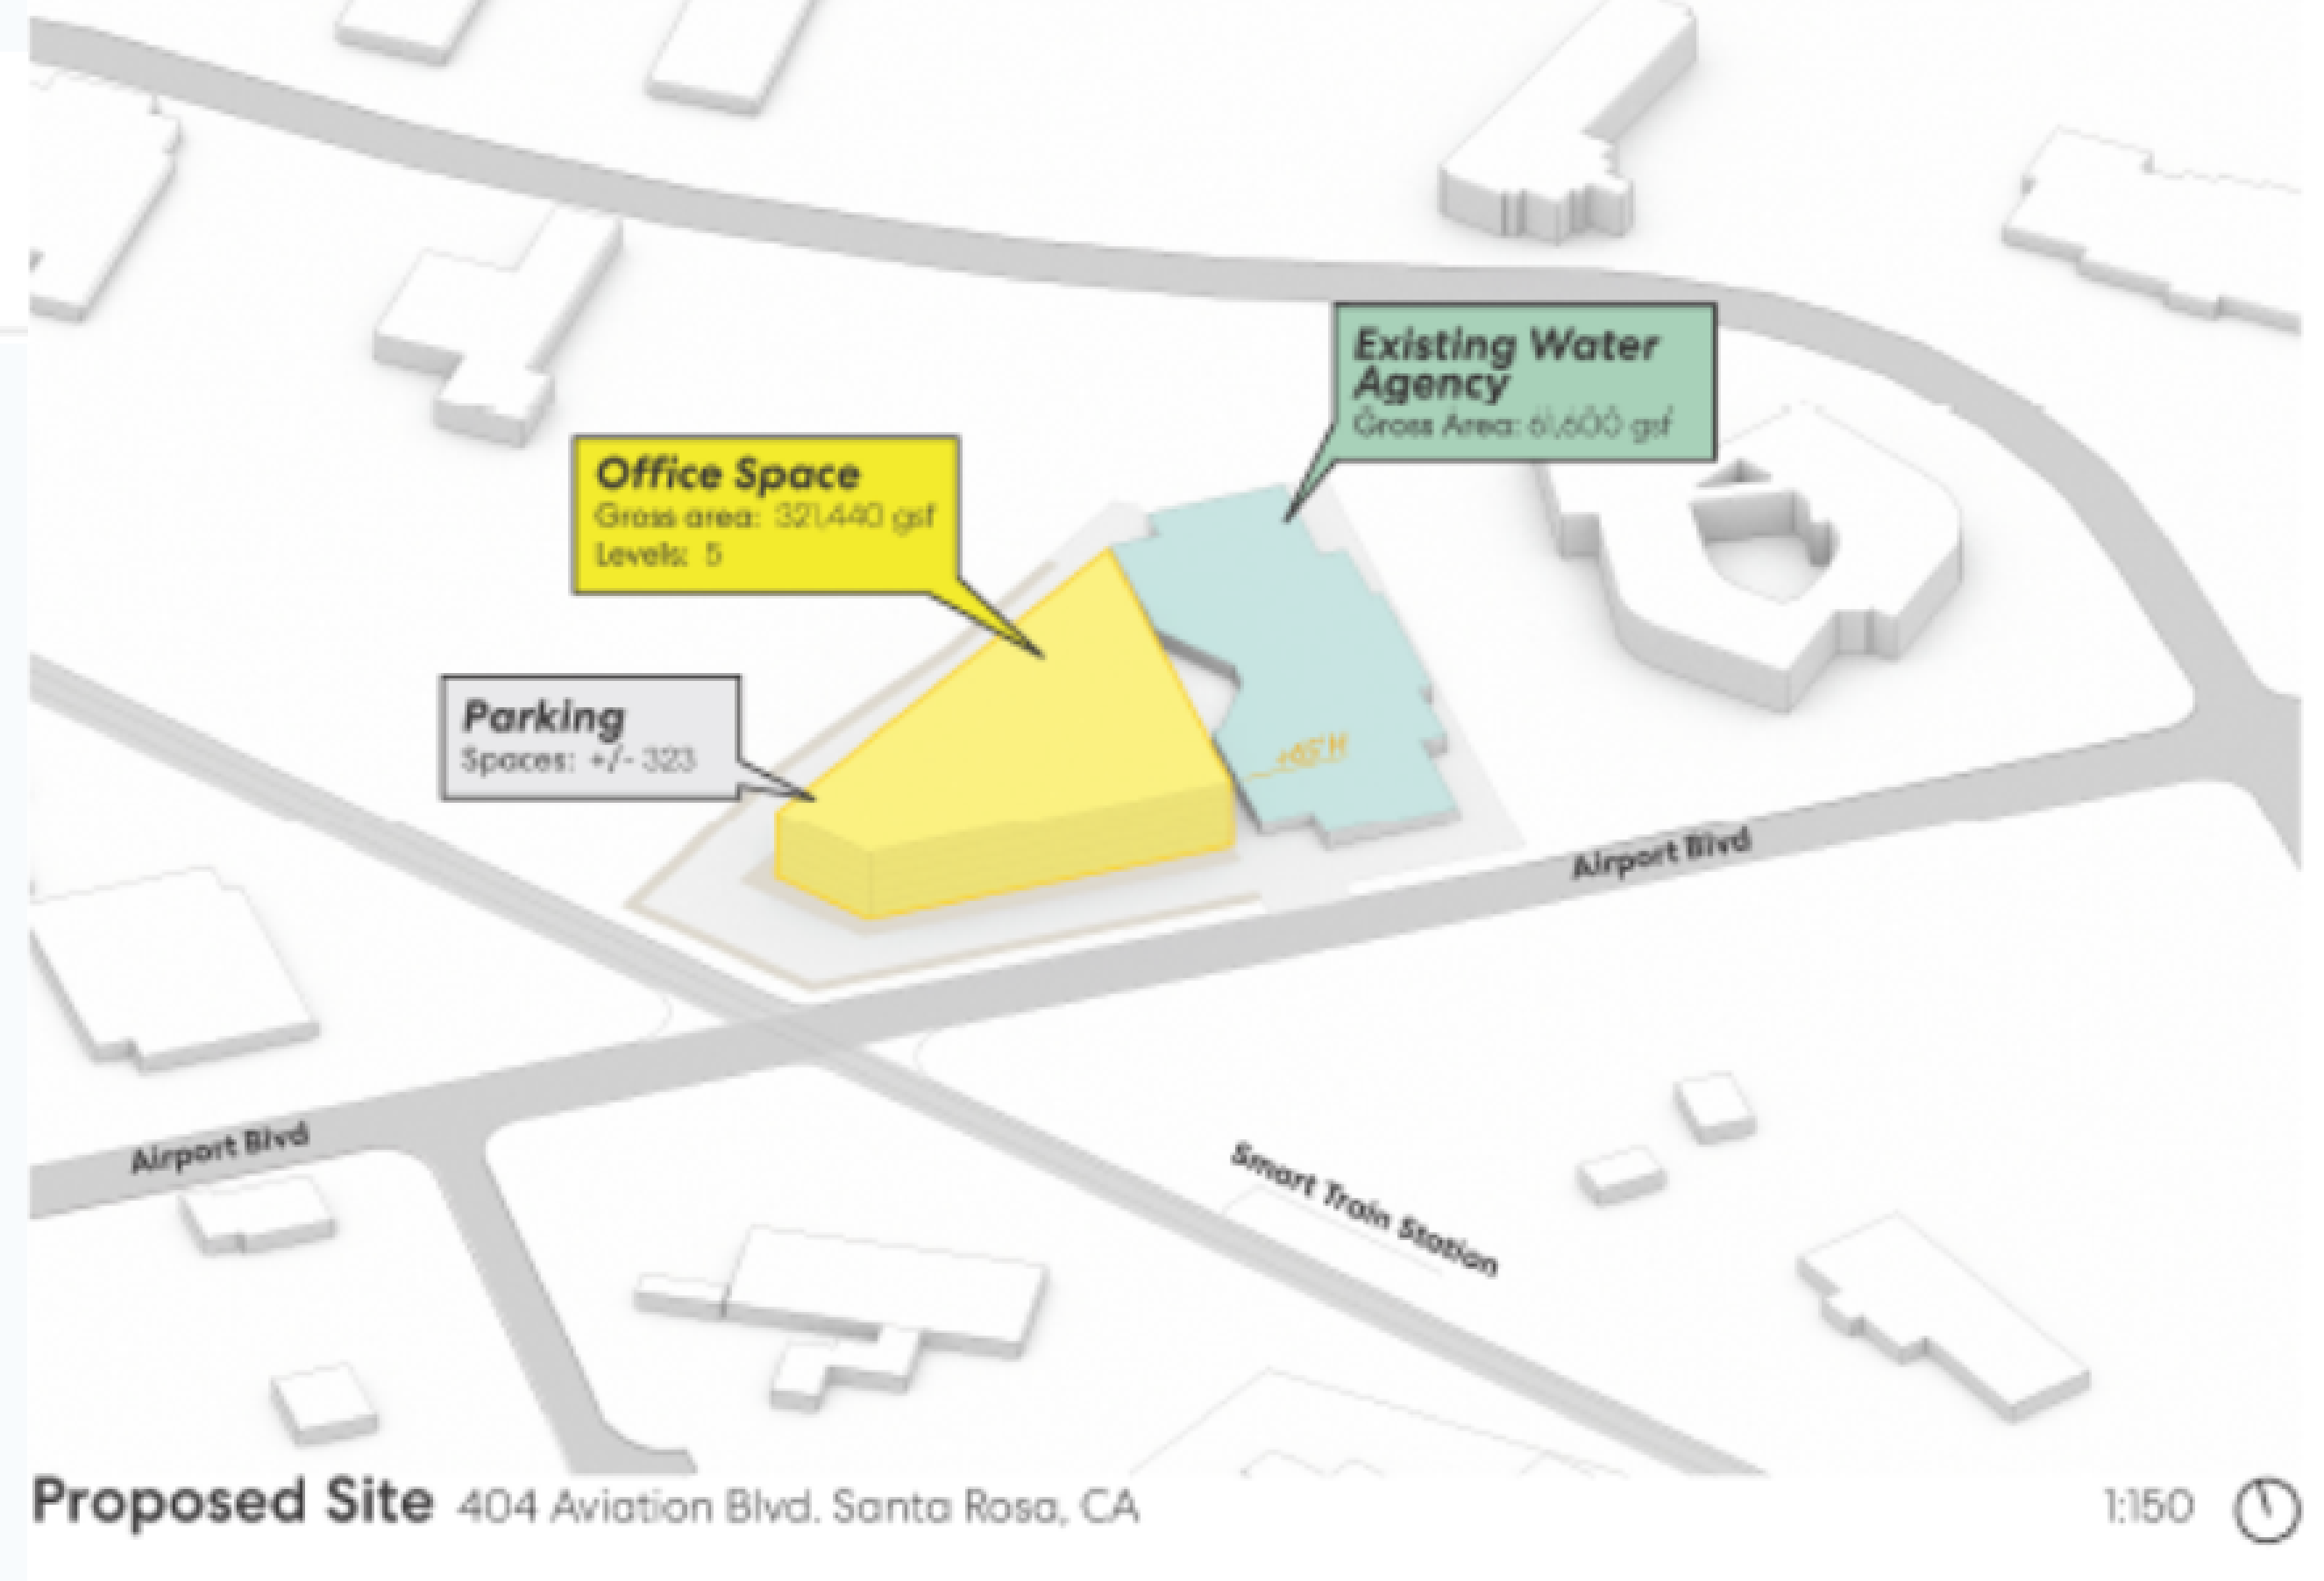 Existing Water
Agency
Gross Area: 61,600 gsf
Office Space
Gross area: 321,440 gsf
Levels: 5
Parking
Spaces: +/- 323
Airport Blvd
Airport Blvd
Smart Train Station
Proposed Site 404 Aviation Blvd. Santa Rosa, CA
1:150